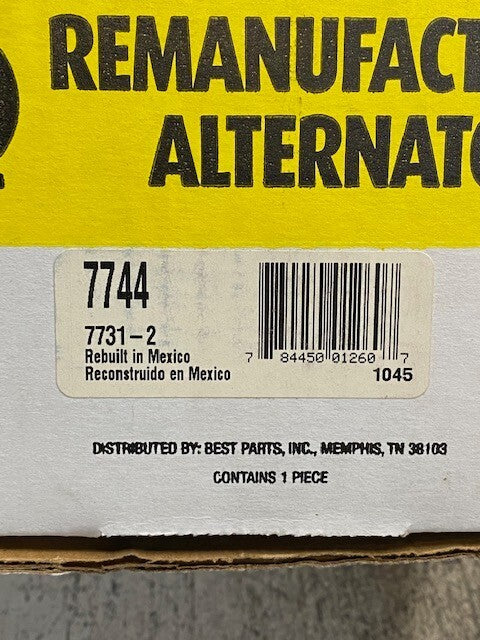 REMANUFACT
ALTERNATO
7744
7731-2
Rebuilt in Mexico
Reconstruido en Mexico
7 84450 01260 7
1045
DISTRIBUTED BY: BEST PARTS, INC., MEMPHIS, TN 38103
CONTAINS 1 PIECE